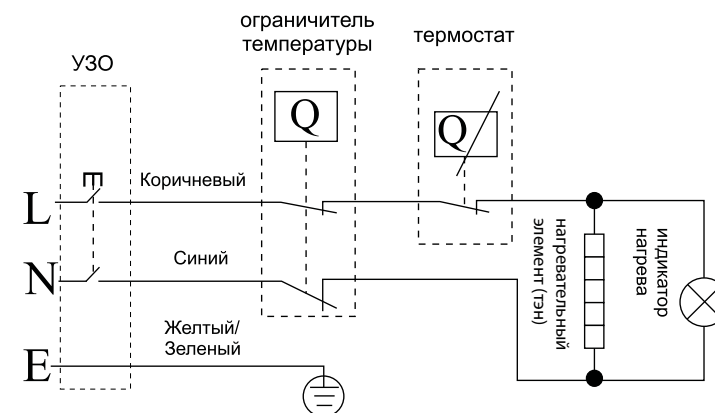 ограничитель
температуры
термостат
УЗО
Q
Q
Коричневый
L
Синий
N
нагревательный
элемент (тэн)
индикатор
нагрева
Желтый/
Зеленый
E